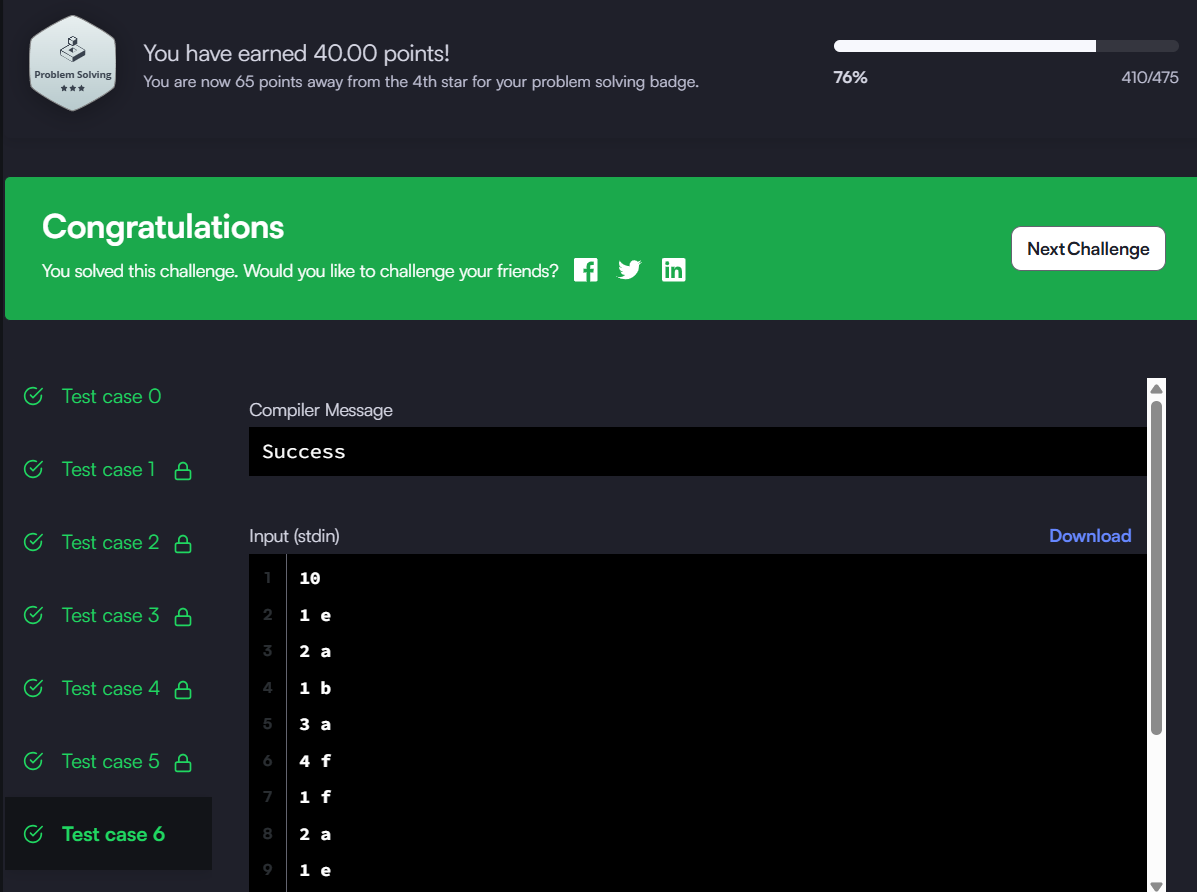 Problem Solving
You have earned 40.00 points!
You are now 65 points away from the 4th star for your problem solving badge.
76%
410/475
Congratulations
You solved this challenge. Would you like to challenge your friends?
Next Challenge
Test case 0
Test case 1
Test case 2
Test case 3
Test case 4
Test case 5
Test case 6
Compiler Message
Success
Input (stdin)
Download
1 10
2 1 e
3 2 a
4 1 b
5 3 a
6 4 f
7 1 f
8 2 a
9 1 e